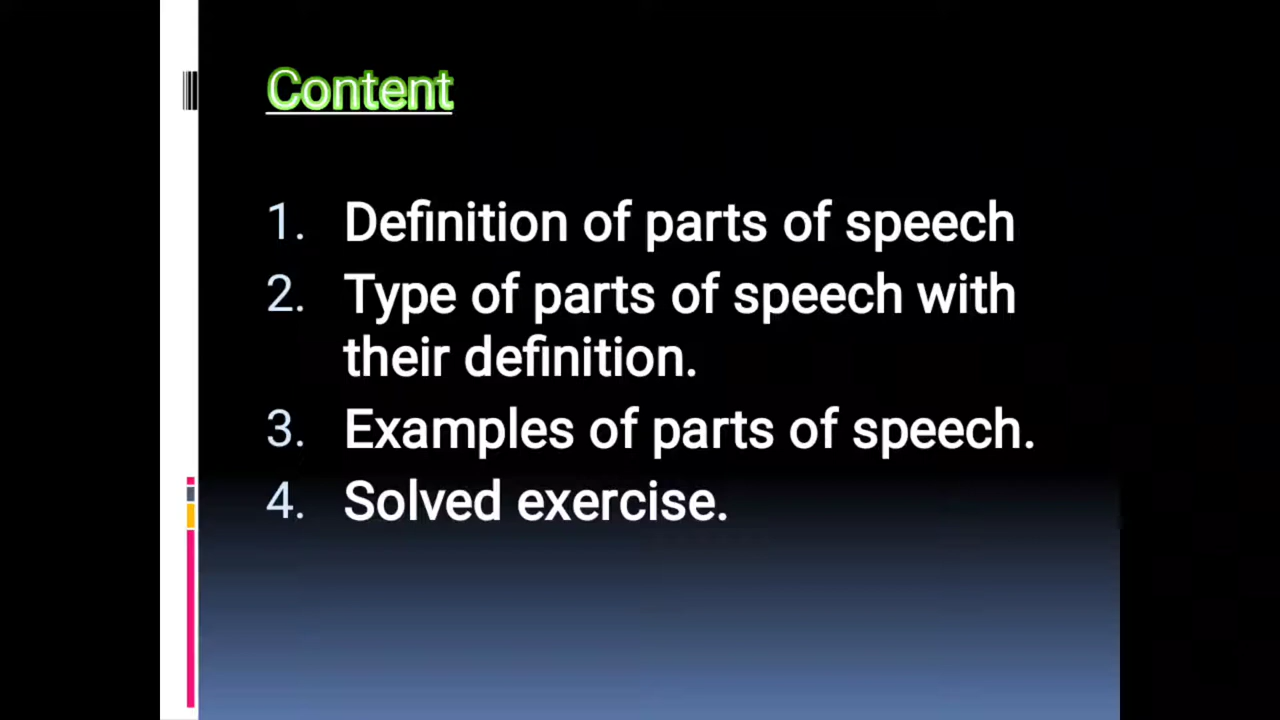 Content
1. Definition of parts of speech
2. Type of parts of speech with
their definition.
3. Examples of parts of speech.
4. Solved exercise.